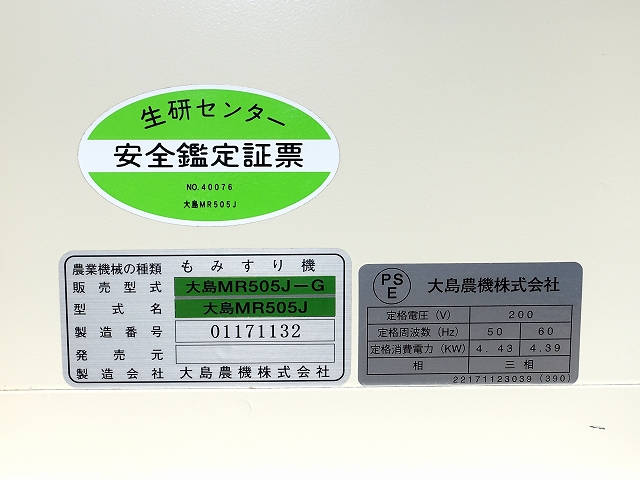 生研センター
安全鑑定証票
NO.40076
大島MR505J
農業機械の種類 もみすり機
販売型式 大島MR505J-G
型式名 大島MR505J
製造番号 01171132
発売元
製造会社 大島農機株式会社
PS
E
大島農機株式会社
定格電圧(V) 200
定格周波数(Hz) 50 60
定格消費電力(KW) 4.43 4.39
相 三相
22171123039(390)